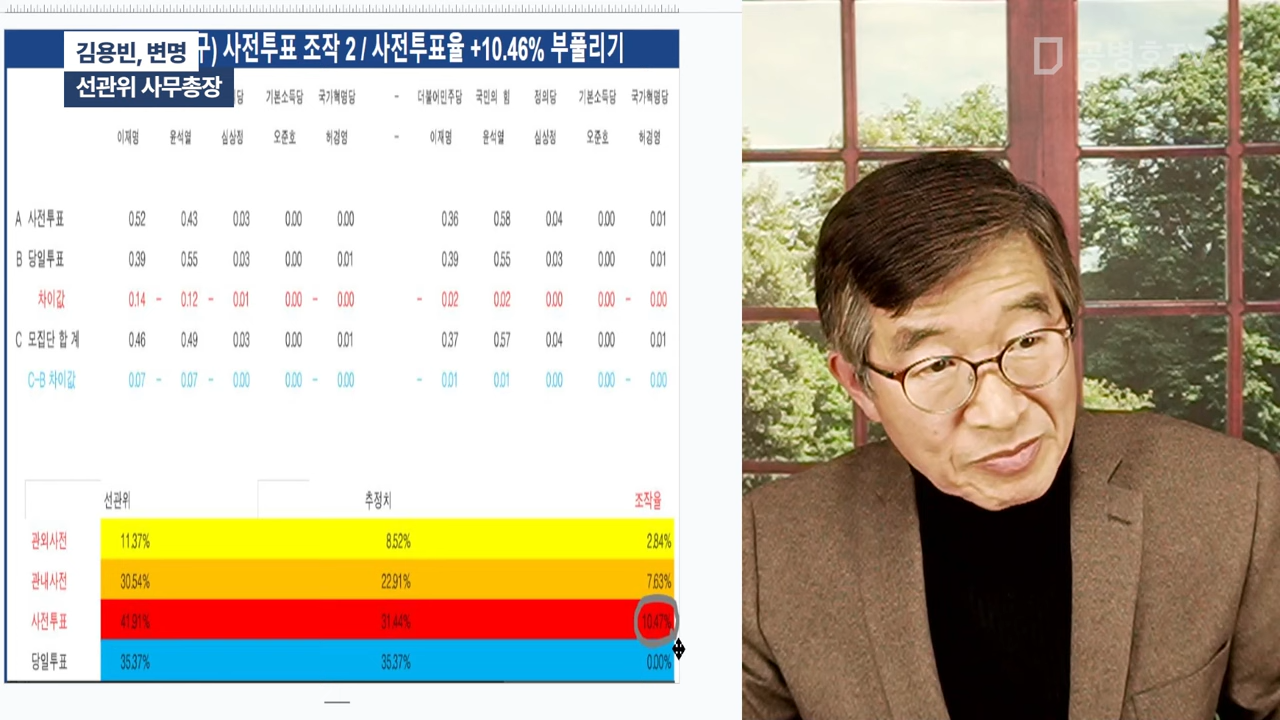 김용빈, 변명
선관위 사무총장
구) 사전투표 조작 2 / 사전투표율 +10.46% 부풀리기
당 기본소득당 국가혁명당 - 더불어민주당 국민의 힘 정의당 기본소득당 국가혁명당
이재명 윤석열 심상정 오준호 허경영 - 이재명 윤석열 심상정 오준호 허경영
A 사전투표 0.52 0.43 0.03 0.00 0.00 0.36 0.58 0.04 0.00 0.01
B 당일투표 0.39 0.55 0.03 0.00 0.01 0.39 0.55 0.03 0.00 0.01
차이값 0.14 - 0.12 - 0.01 0.00 - 0.00 - 0.02 0.02 0.00 0.00 - 0.00
C 모집단 합 계 0.46 0.49 0.03 0.00 0.01 0.37 0.57 0.04 0.00 0.01
C-B 차이값 0.07 - 0.07 - 0.00 0.00 - 0.00 - 0.01 0.01 0.00 0.00 - 0.00
선관위 추정치 조작율
관외사전 11.37% 8.52% 2.84%
관내사전 30.54% 22.91% 7.63%
사전투표 41.91% 31.44% 10.47%
당일투표 35.37% 35.37% 0.00%
공병호